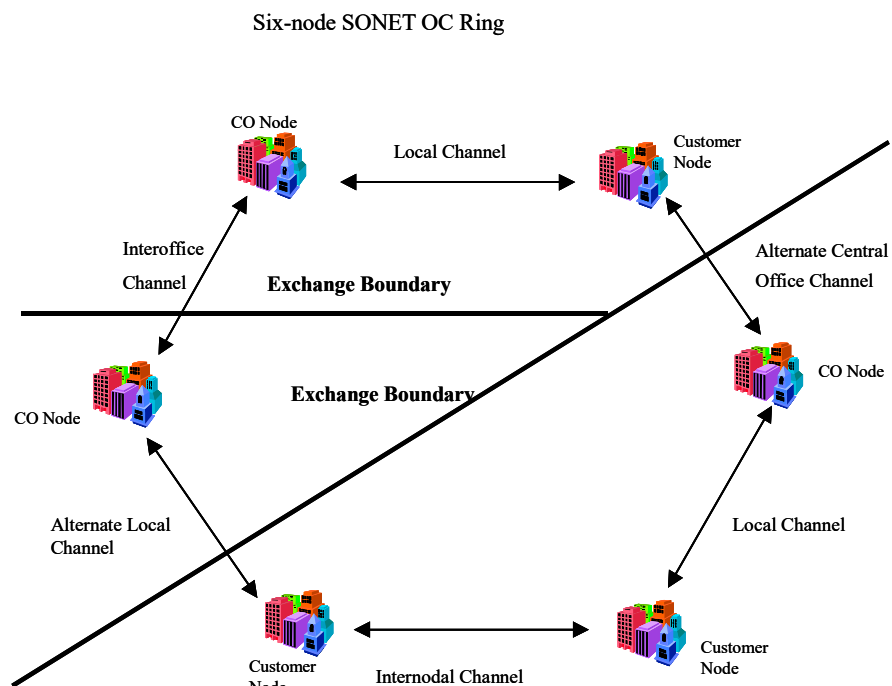 Six-node SONET OC Ring
CO Node
Local Channel
Customer
Node
Interoffice
Channel
Exchange Boundary
Alternate Central
Office Channel
Exchange Boundary
CO Node
CO Node
Alternate Local
Channel
Local Channel
Customer
Node
Internodal Channel
Customer
Node